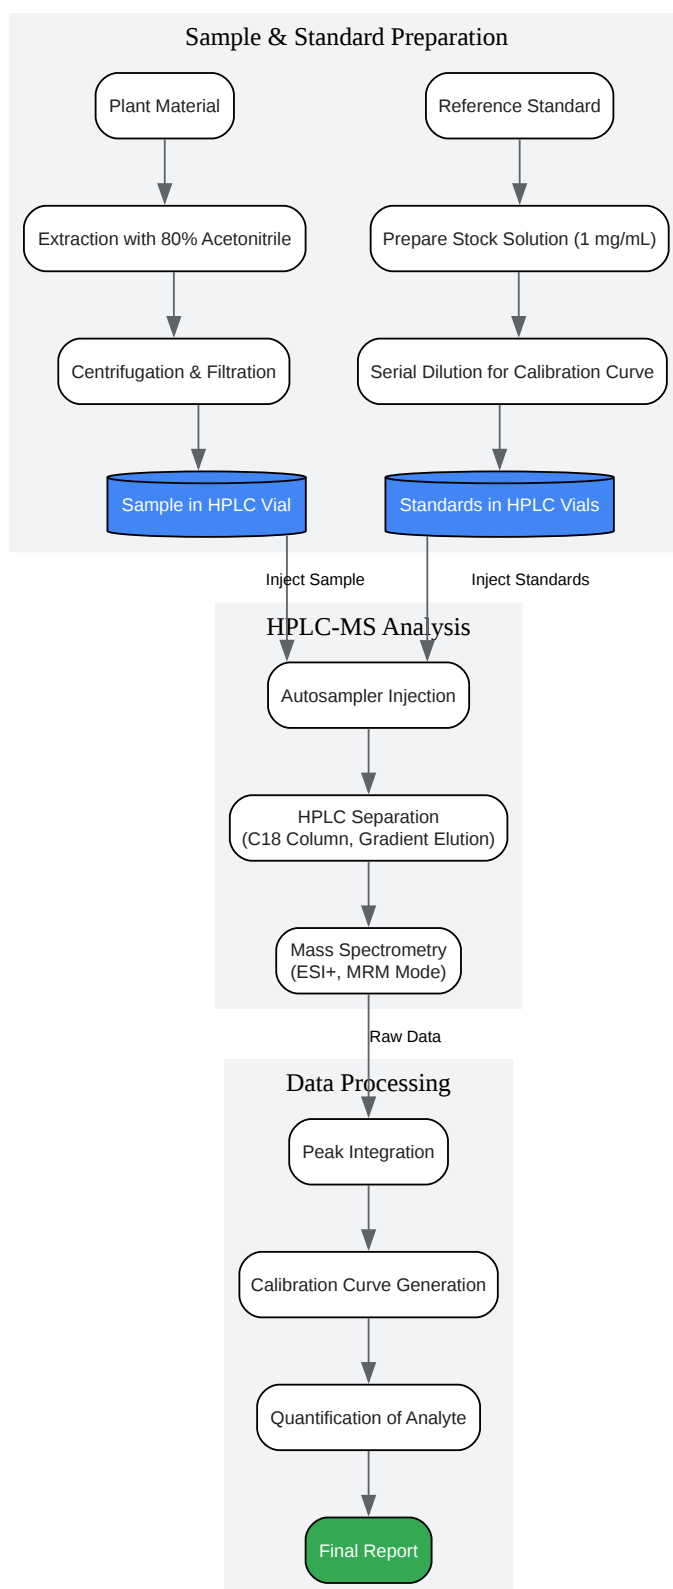 Sample & Standard Preparation
Plant Material
Reference Standard
Extraction with 80% Acetonitrile
Prepare Stock Solution (1 mg/mL)
Centrifugation & Filtration
Serial Dilution for Calibration Curve
Sample in HPLC Vial
Standards in HPLC Vials
Inject Sample
Inject Standards
HPLC-MS Analysis
Autosampler Injection
HPLC Separation
(C18 Column, Gradient Elution)
Mass Spectrometry
(ESI+, MRM Mode)
Raw Data
Data Processing
Peak Integration
Calibration Curve Generation
Quantification of Analyte
Final Report